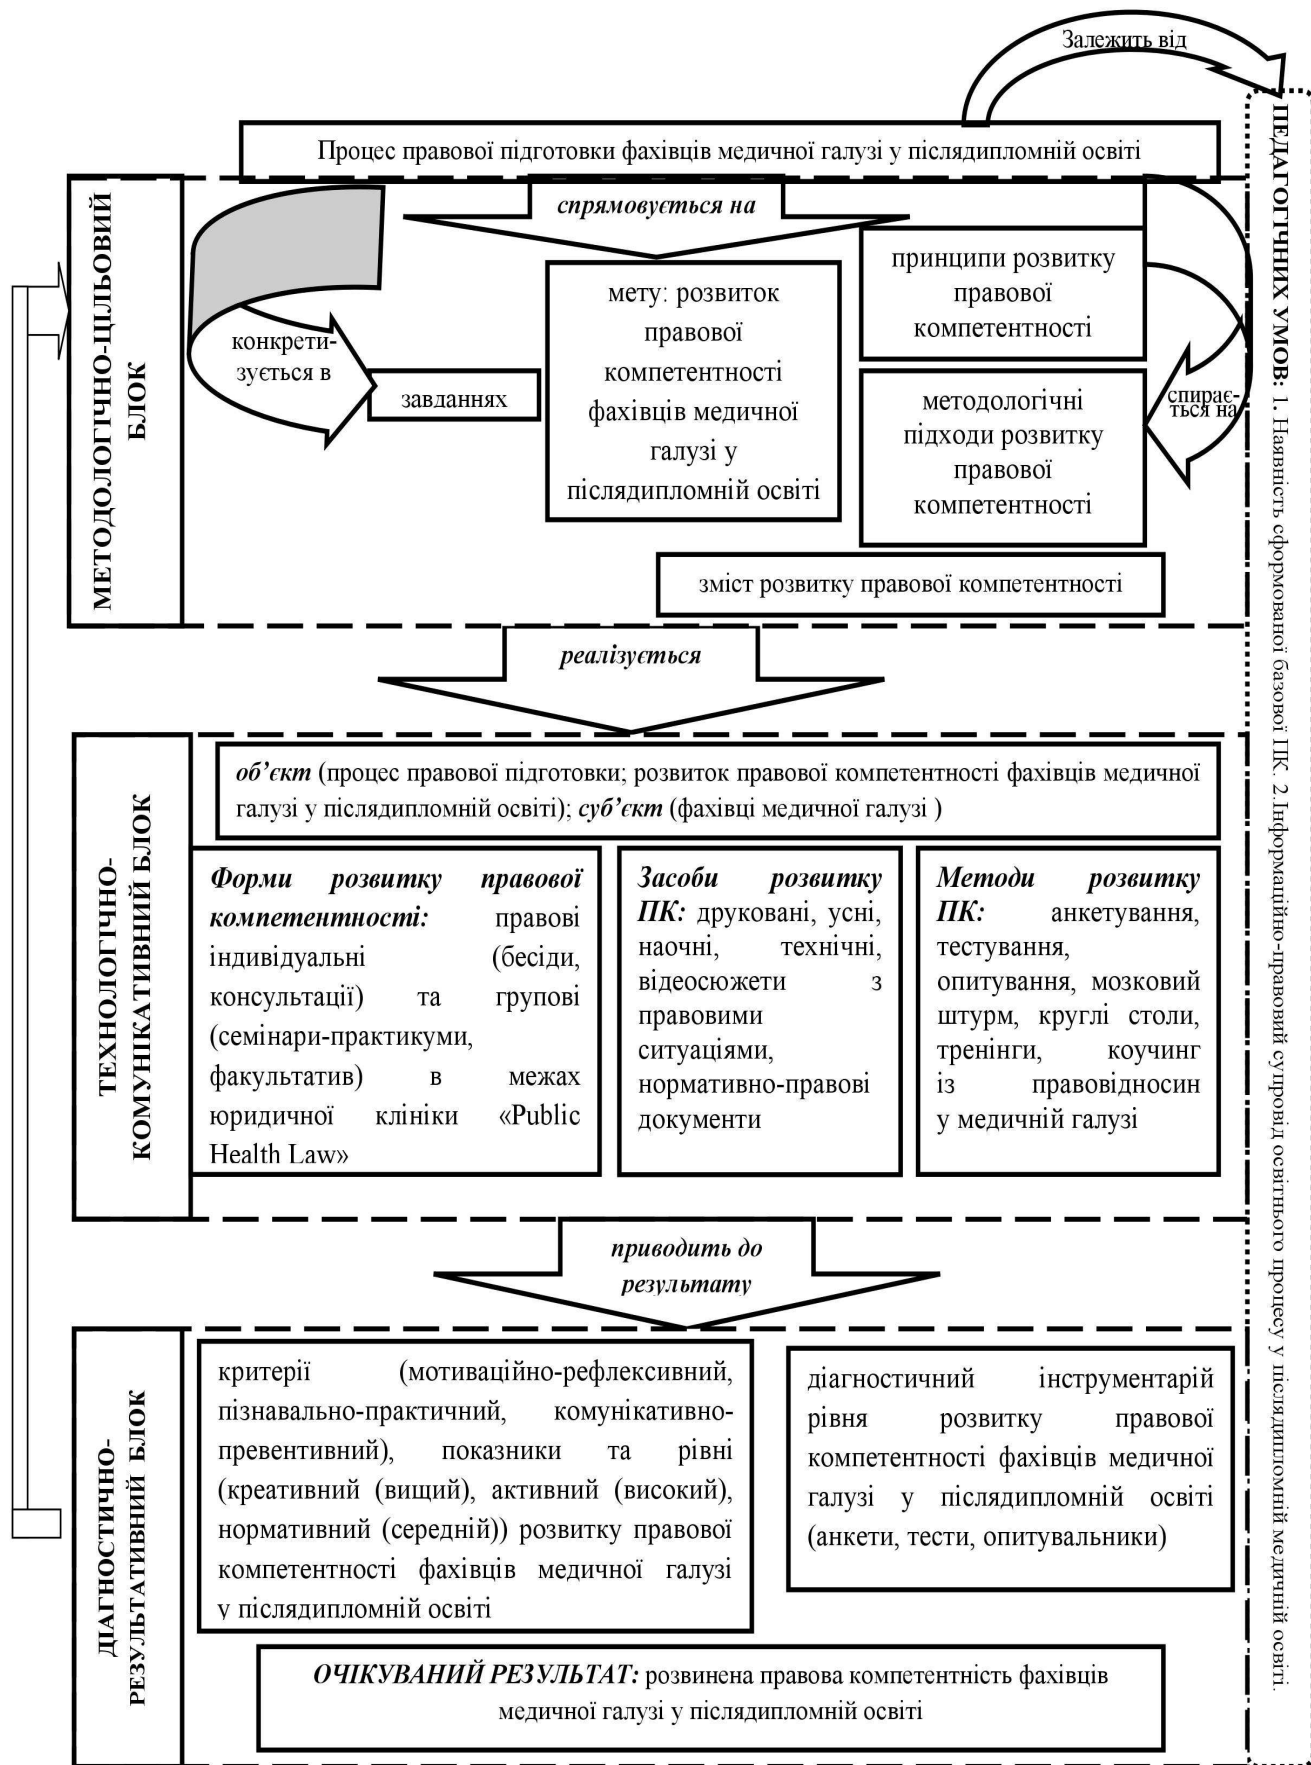 Залежить від
Процес правової підготовки фахівців медичної галузі у післядипломній освіті
МЕТОДОЛОГІЧНО-ЦІЛЬОВИЙ
БЛОК
спрямовується на
конкрети-
зується в
завданнях
мету: розвиток
правової
компетентності
фахівців медичної
галузі у
післядипломній освіті
принципи розвитку
правової
компетентності
методологічні
підходи розвитку
правової
компетентності
спирає-
ться на
зміст розвитку правової компетентності
реалізується
ТЕХНОЛОГІЧНО-
КОМУНІКАТИВНИЙ БЛОК
об’єкт (процес правової підготовки; розвиток правової компетентності фахівців медичної
галузі у післядипломній освіті); суб’єкт (фахівці медичної галузі )
Форми розвитку правової
компетентності: правові
індивідуальні (бесіди,
консультації) та групові
(семінари-практикуми,
факультатив) в межах
юридичної клініки «Public
Health Law»
Засоби розвитку
ПК: друковані, усні,
наочні, технічні,
відеосюжети з
правовими
ситуаціями,
нормативно-правові
документи
Методи розвитку
ПК: анкетування,
тестування,
опитування, мозковий
штурм, круглі столи,
тренінги, коучинг
із правовідносин
у медичній галузі
приводить до
результату
ДІАГНОСТИЧНО-
РЕЗУЛЬТАТИВНИЙ БЛОК
критерії (мотиваційно-рефлексивний,
пізнавально-практичний, комунікативно-
превентивний), показники та рівні
(креативний (вищий), активний (високий),
нормативний (середній)) розвитку правової
компетентності фахівців медичної галузі
у післядипломній освіті
діагностичний інструментарій
рівня розвитку правової
компетентності фахівців медичної
галузі у післядипломній освіті
(анкети, тести, опитувальники)
ОЧІКУВАНИЙ РЕЗУЛЬТАТ: розвинена правова компетентність фахівців
медичної галузі у післядипломній освіті
ПЕДАГОГІЧНИХ УМОВ: 1. Наявність сформованої базової ПК. 2.Інформаційно-правовий супровід освітнього процесу у післядипломній медичній освіті.